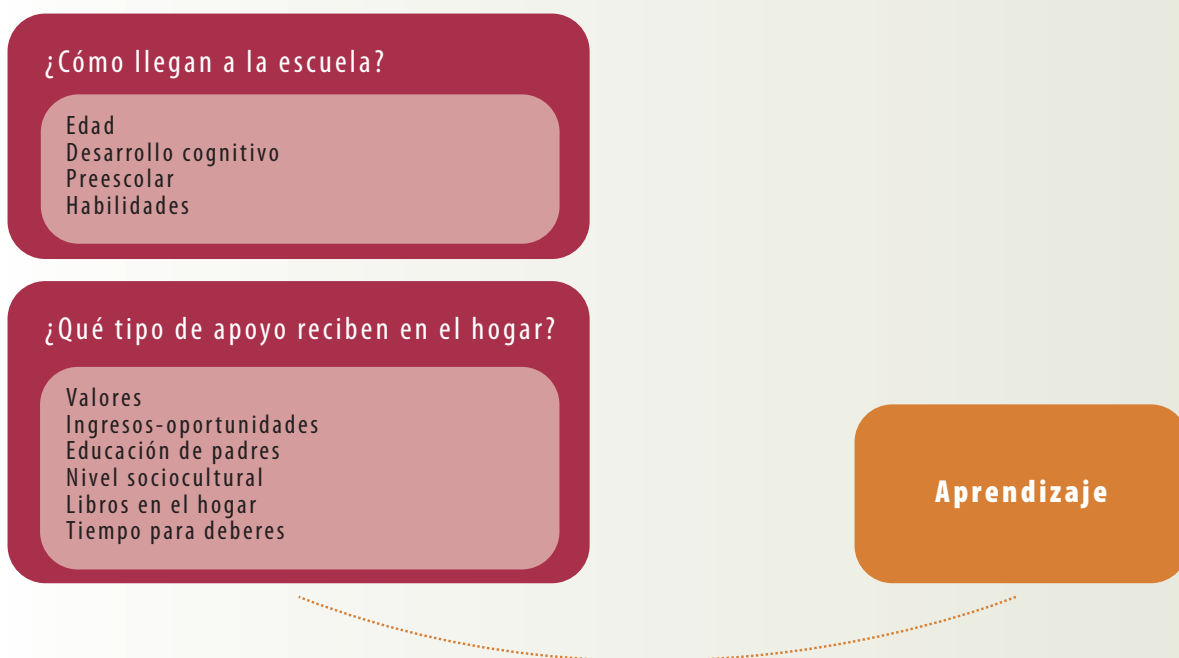 ¿Cómo llegan a la escuela?
Edad
Desarrollo cognitivo
Preescolar
Habilidades
¿Qué tipo de apoyo reciben en el hogar?
Valores
Ingresos-oportunidades
Educación de padres
Nivel sociocultural
Libros en el hogar
Tiempo para deberes
Aprendizaje